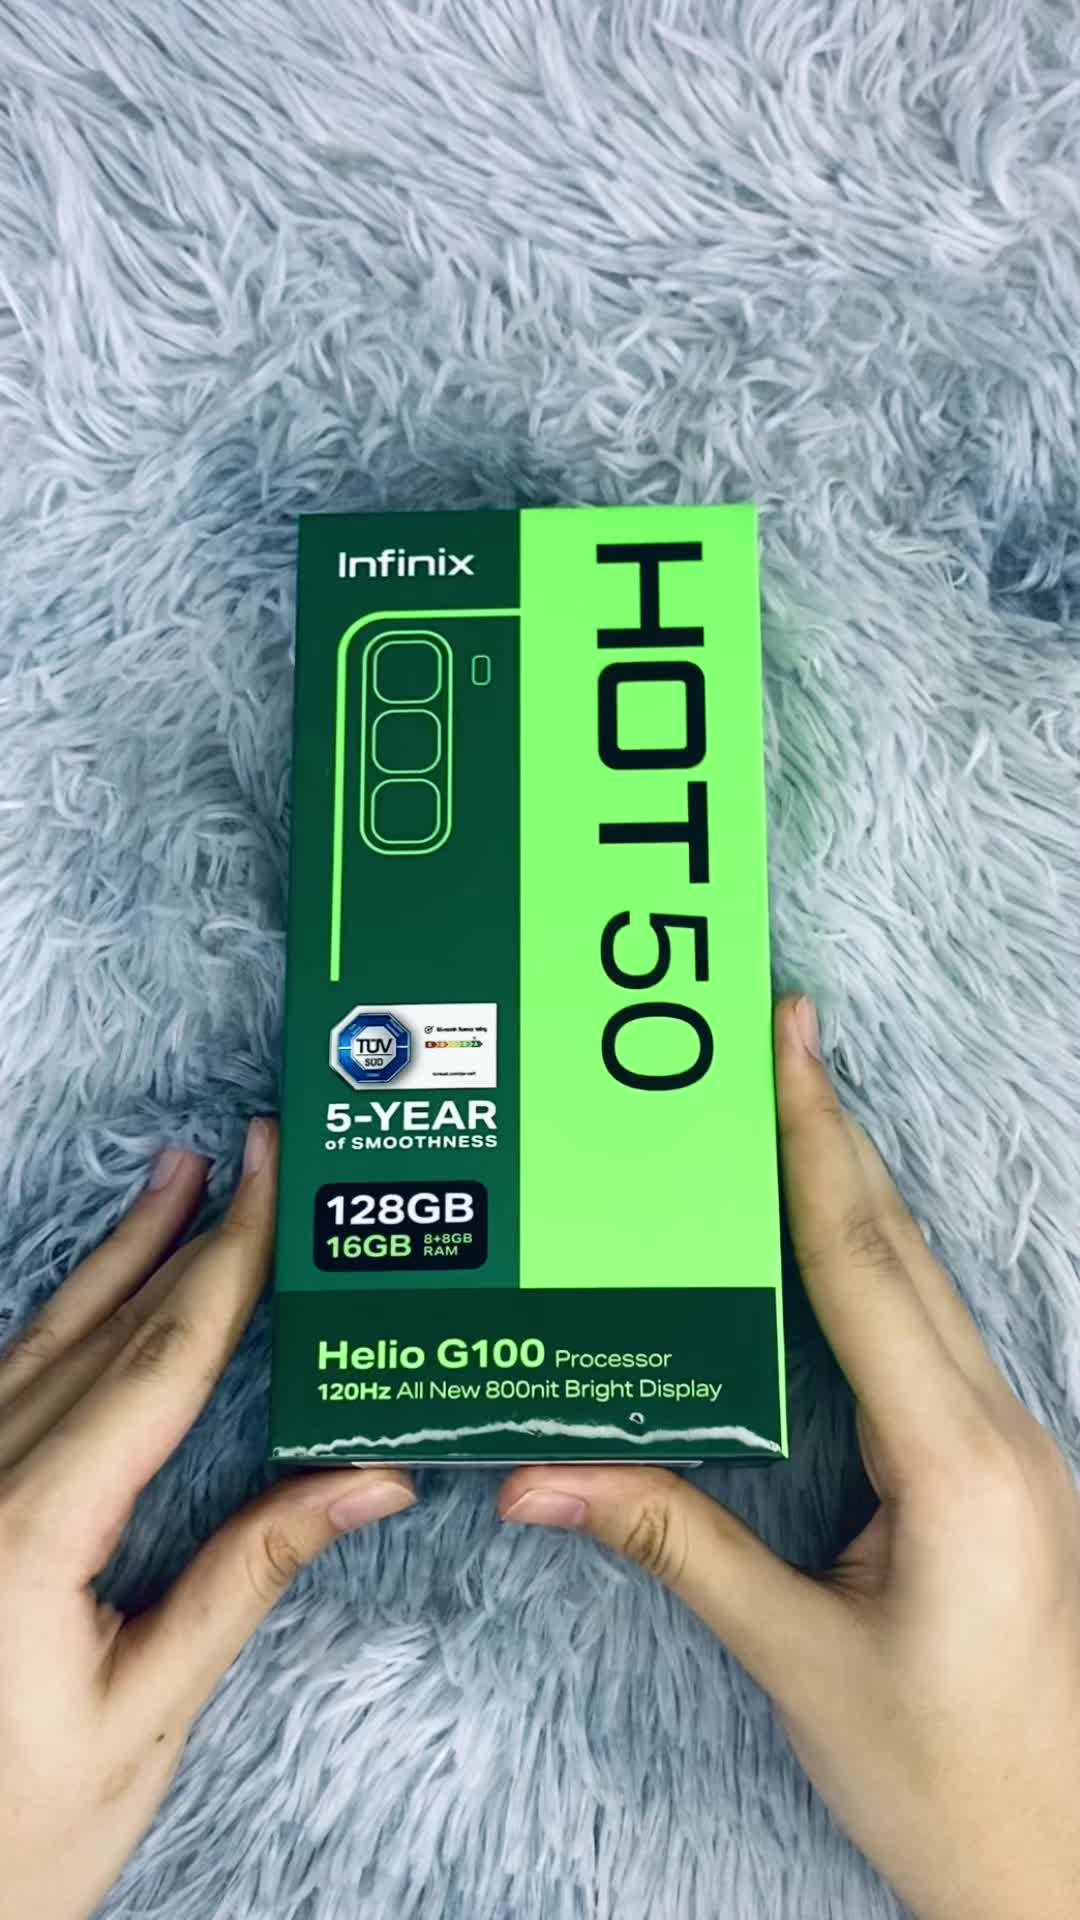 Infinix
HOT 50
TÜV
SÜD
5-YEAR
of SMOOTHNESS
128GB
16GB 8+8GB RAM
Helio G100 Processor
120Hz All New 800nit Bright Display